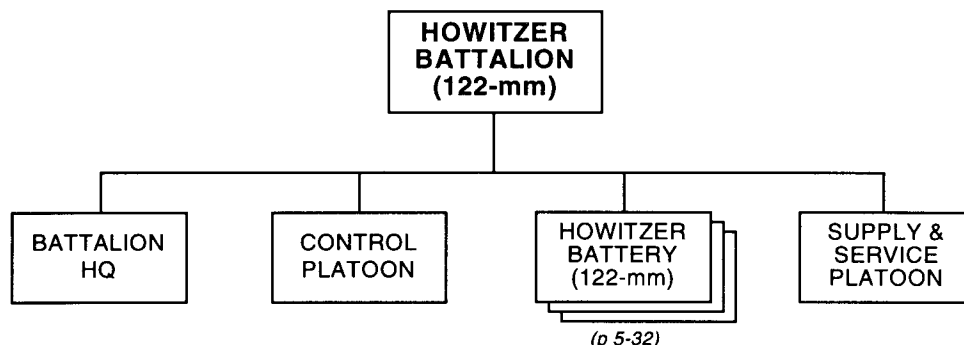 HOWITZER
BATTALION
(122-mm)
BATTALION
HQ
CONTROL
PLATOON
HOWITZER
BATTERY
(122-mm)
SUPPLY &
SERVICE
PLATOON
(p 5-32)